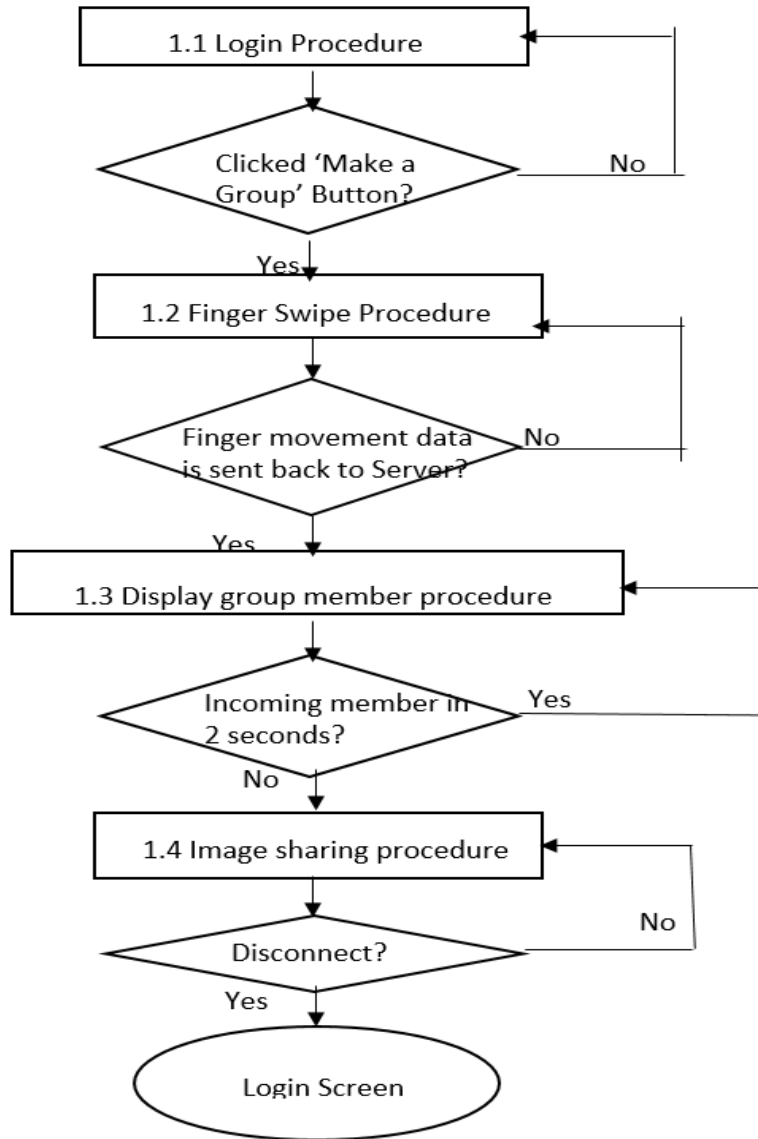 1.1 Login Procedure
Clicked ‘Make a
Group’ Button?
No
Yes
1.2 Finger Swipe Procedure
Finger movement data
is sent back to Server?
No
Yes
1.3 Display group member procedure
Incoming member in
2 seconds?
Yes
No
1.4 Image sharing procedure
No
Disconnect?
Yes
Login Screen